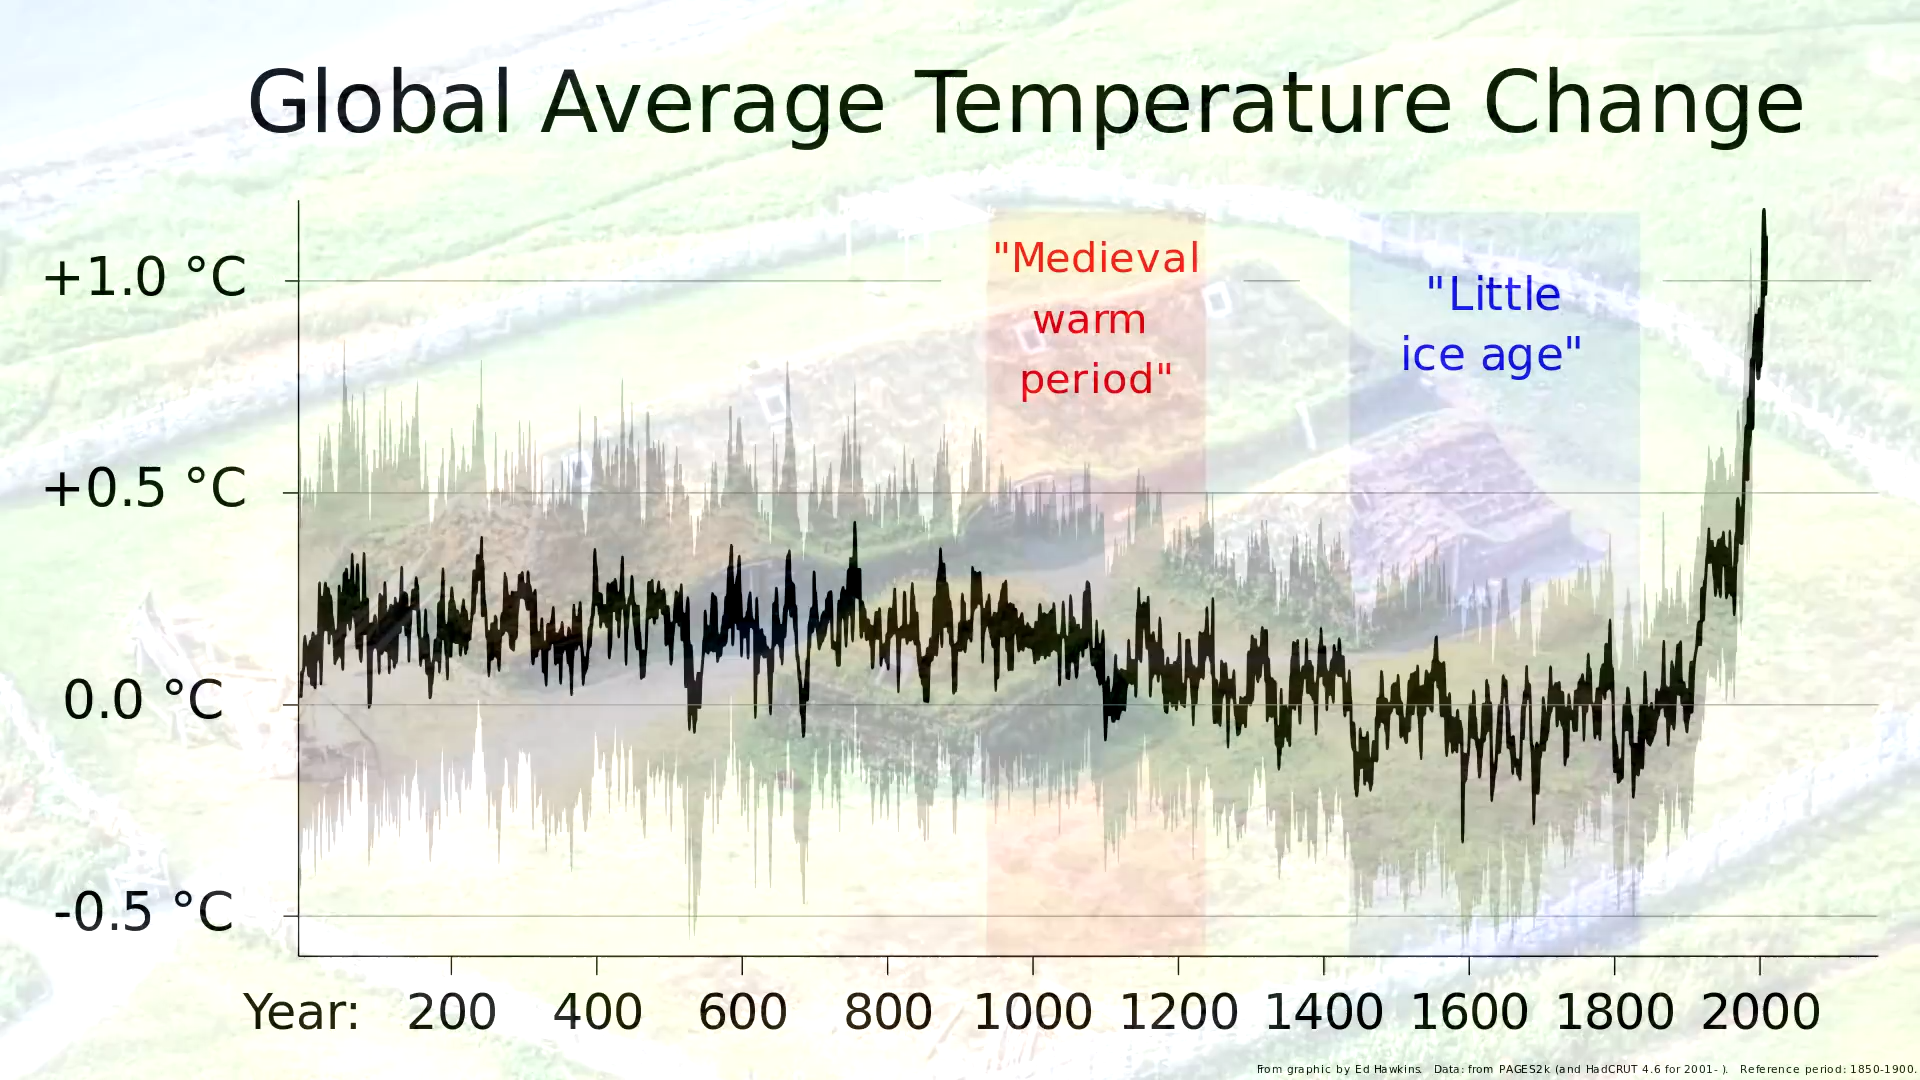 Global Average Temperature Change
+1.0 °C
+0.5 °C
0.0 °C
-0.5 °C
"Medieval
warm
period"
"Little
ice age"
Year: 200 400 600 800 1000 1200 1400 1600 1800 2000
From graphic by Ed Hawkins. Data: from PAGES2k (and HadCRUT 4.6 for 2001- ). Reference period: 1850-1900.